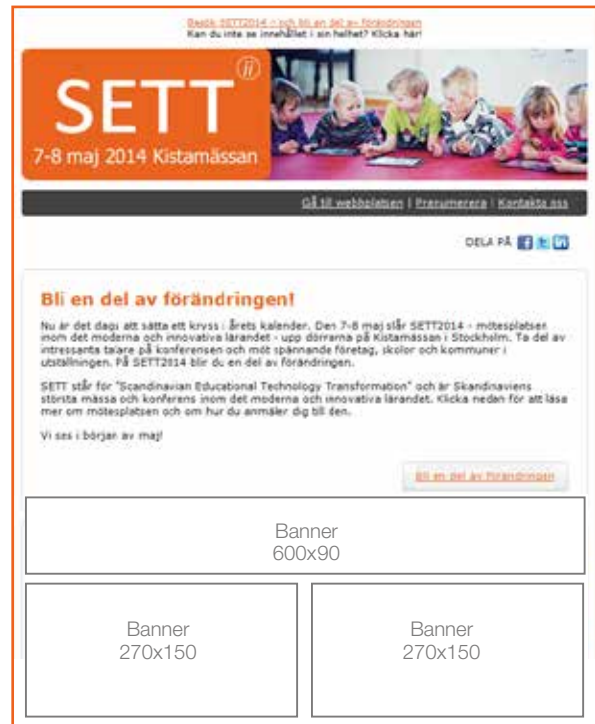 Besök SETT2014 - och bli en del av förändringen
Kan du inte se innehållet i sin helhet? Klicka här!
SETT
7-8 maj 2014 Kistamässan
Gå till webbplatsen | Prenumerera | Kontakta oss
DELA PÅ
Bli en del av förändringen!
Nu är det dags att sätta ett kryss i årets kalender. Den 7-8 maj slår SETT2014 - mötesplatsen
inom det moderna och innovativa lärandet - upp dörrarna på Kistamässan i Stockholm. Ta del av
intressanta talare på konferensen och möt spännande företag, skolor och kommuner i
utställningen. På SETT2014 blir du en del av förändringen.
SETT står för "Scandinavian Educational Technology Transformation" och är Skandinaviens
största mässa och konferens inom det moderna och innovativa lärandet. Klicka nedan för att läsa
mer om mötesplatsen och om hur du anmäler dig till den.
Vi ses i början av maj!
Bli en del av förändringen
Banner
600x90
Banner
270x150
Banner
270x150